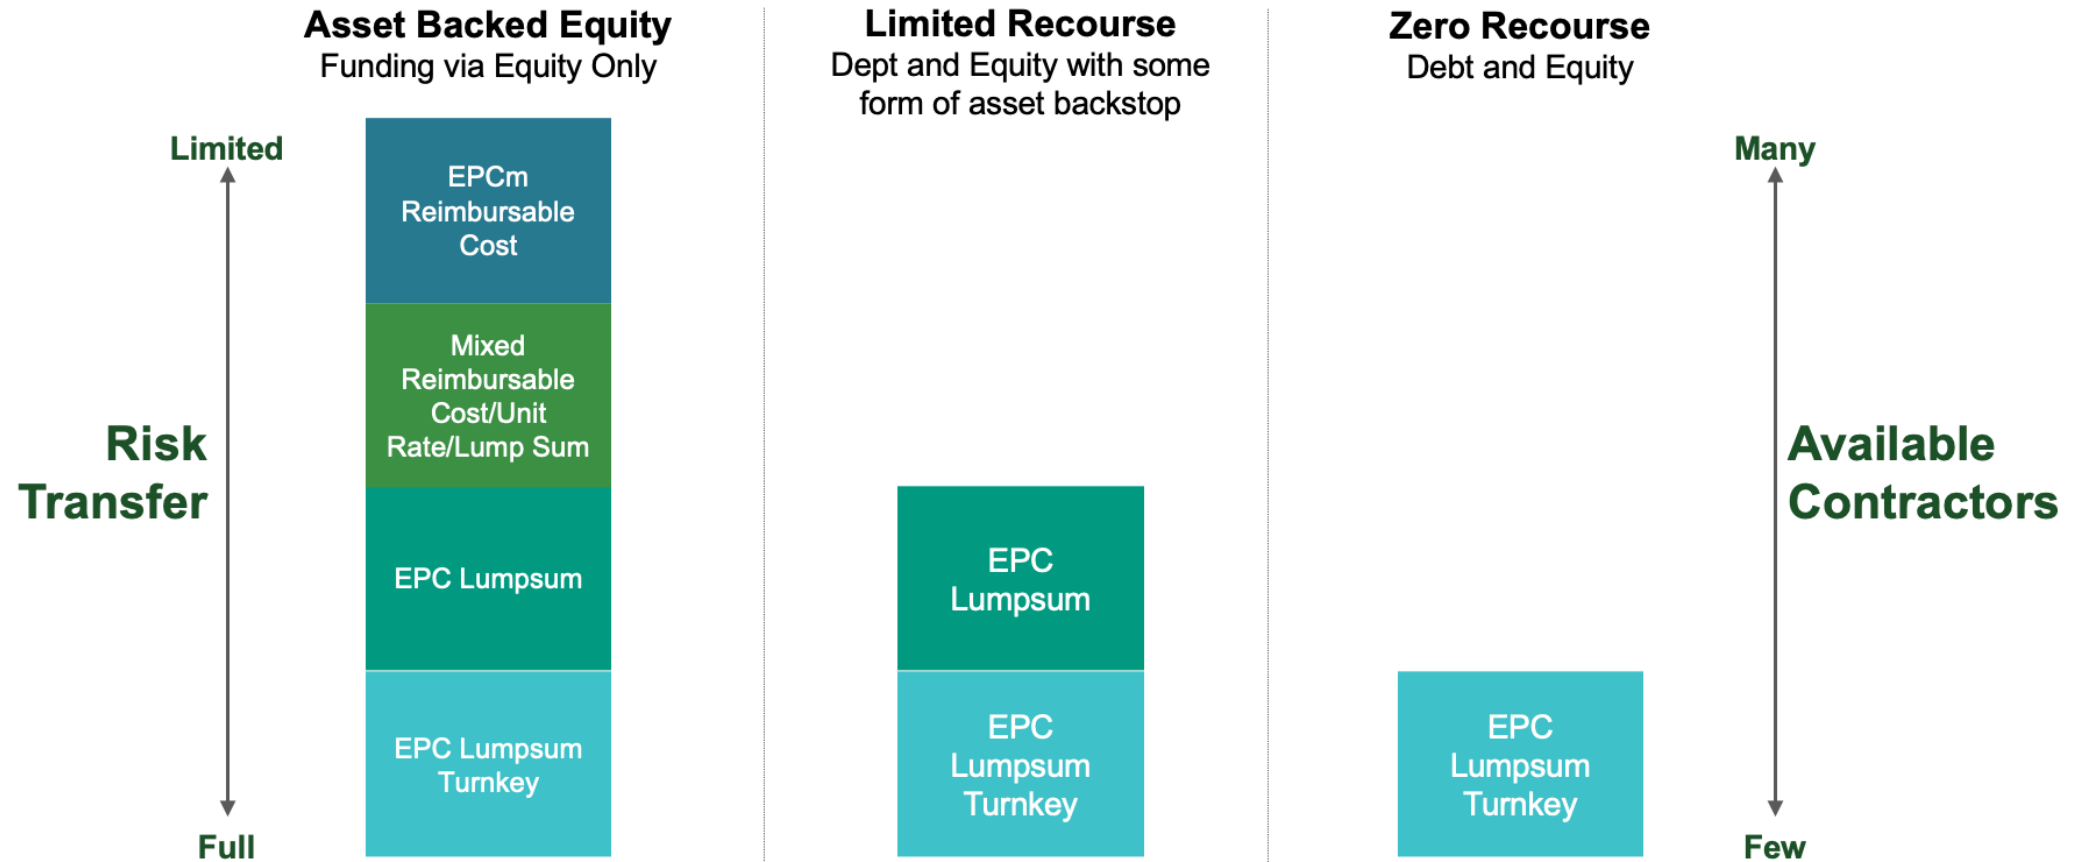 Asset Backed Equity
Funding via Equity Only
Limited Recourse
Dept and Equity with some
form of asset backstop
Zero Recourse
Debt and Equity
Limited
Risk
Transfer
Full
EPCm
Reimbursable
Cost
Mixed
Reimbursable
Cost/Unit
Rate/Lump Sum
EPC Lumpsum
EPC Lumpsum
Turnkey
EPC
Lumpsum
EPC
Lumpsum
Turnkey
EPC
Lumpsum
Turnkey
Many
Available
Contractors
Few